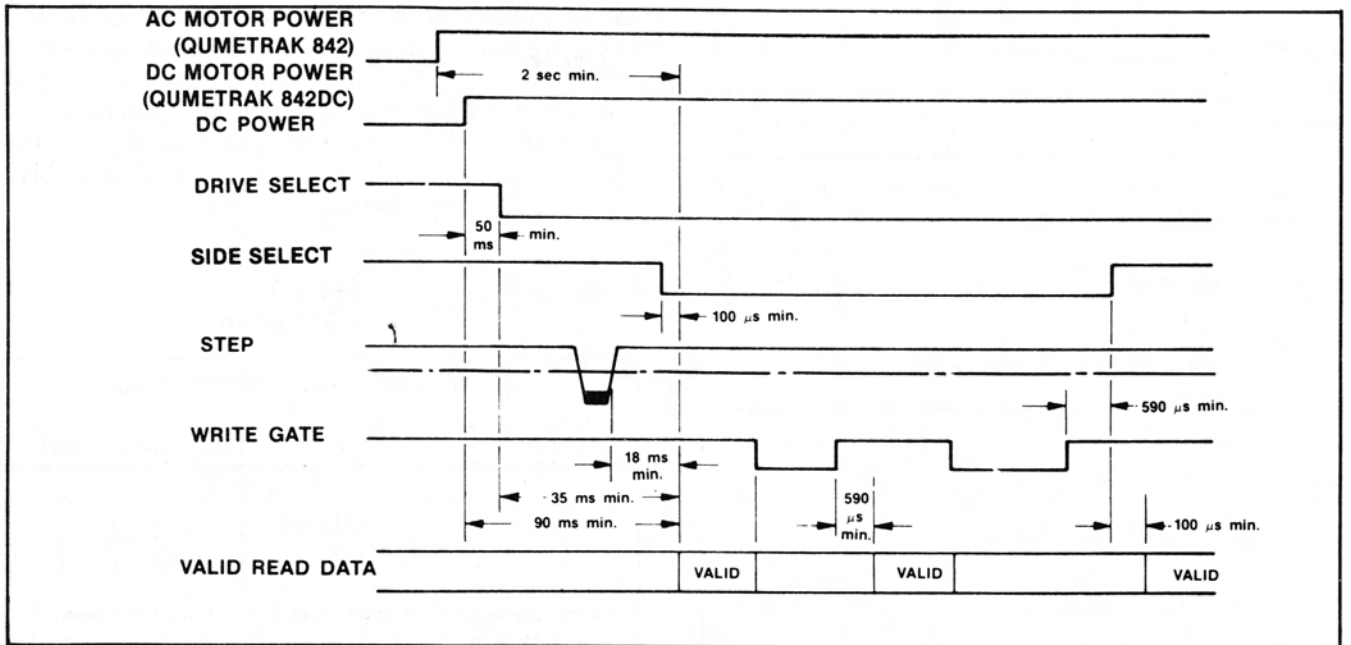 AC MOTOR POWER
(QUMETRAK 842)
DC MOTOR POWER
2 sec min.
(QUMETRAK 842DC)
DC POWER
DRIVE SELECT
50
ms
min.
SIDE SELECT
100 μs min.
STEP
590 μs min.
WRITE GATE
18 ms
min.
35 ms min.
590
μs
min.
90 ms min.
100 μs min.
VALID READ DATA
VALID
VALID
VALID